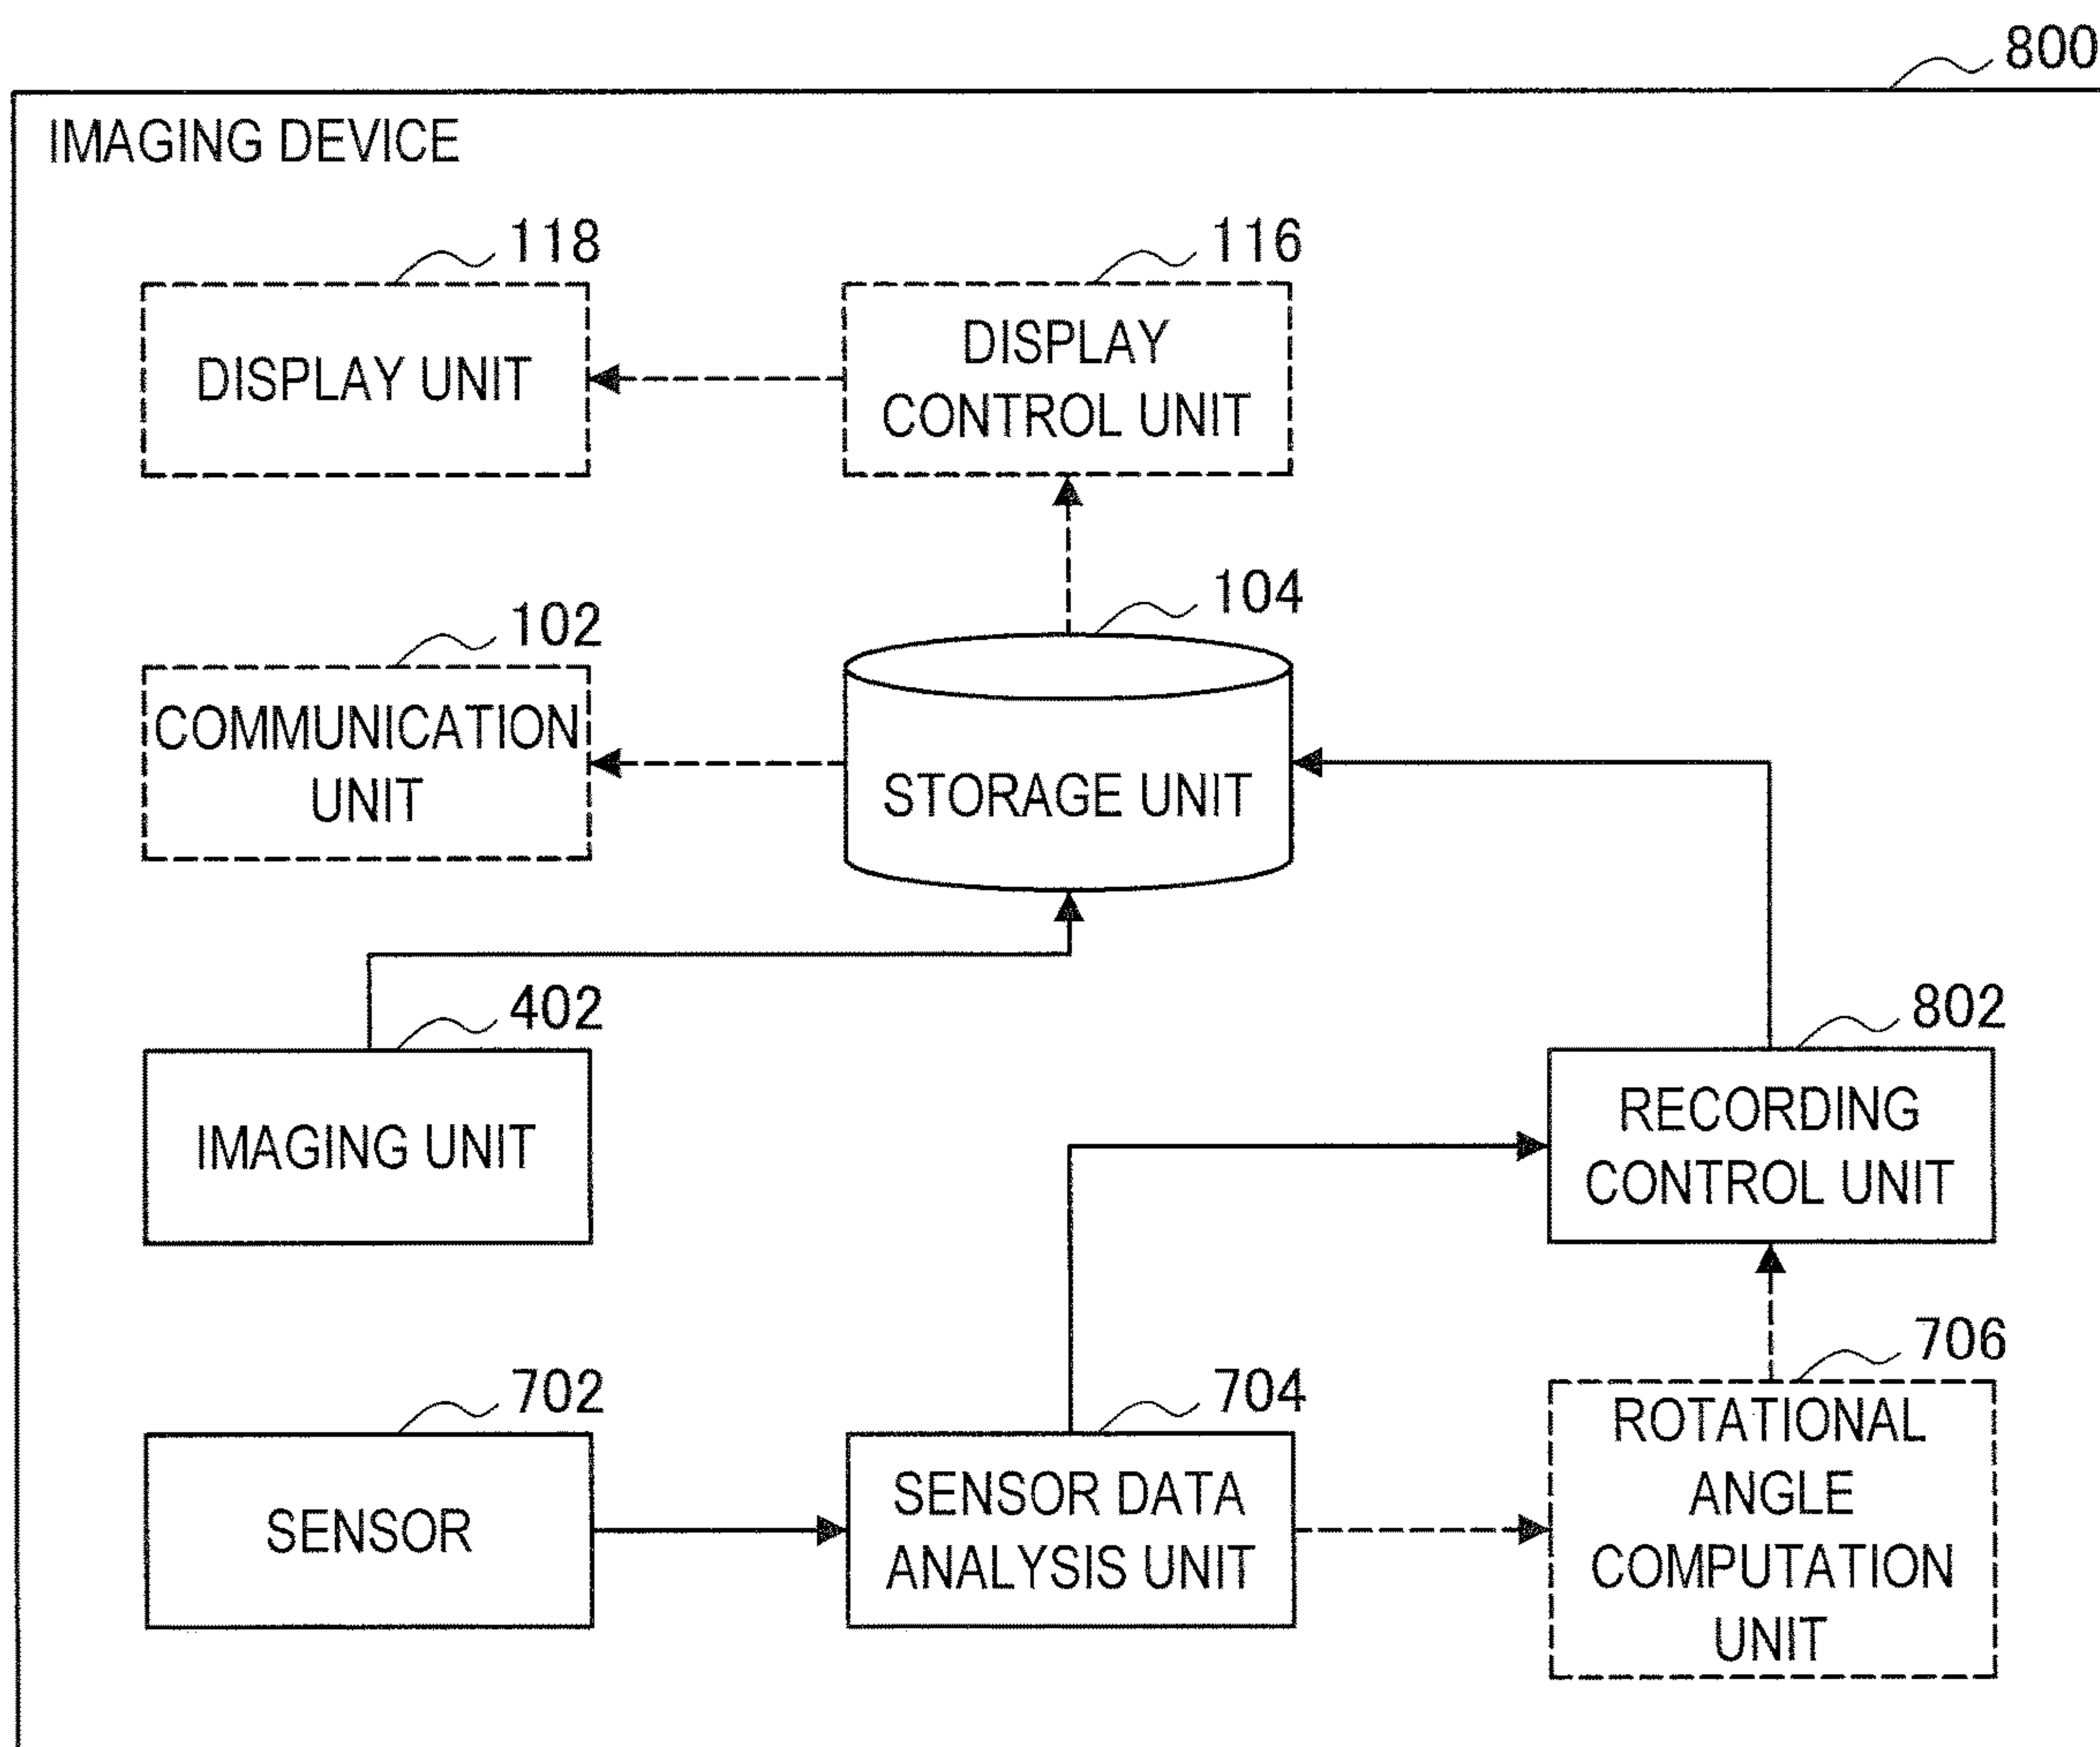 800
IMAGING DEVICE
118
116
DISPLAY UNIT
DISPLAY
CONTROL UNIT
102
104
COMMUNICATION
UNIT
STORAGE UNIT
402
802
IMAGING UNIT
RECORDING
CONTROL UNIT
702
704
706
SENSOR
SENSOR DATA
ANALYSIS UNIT
ROTATIONAL
ANGLE
COMPUTATION
UNIT